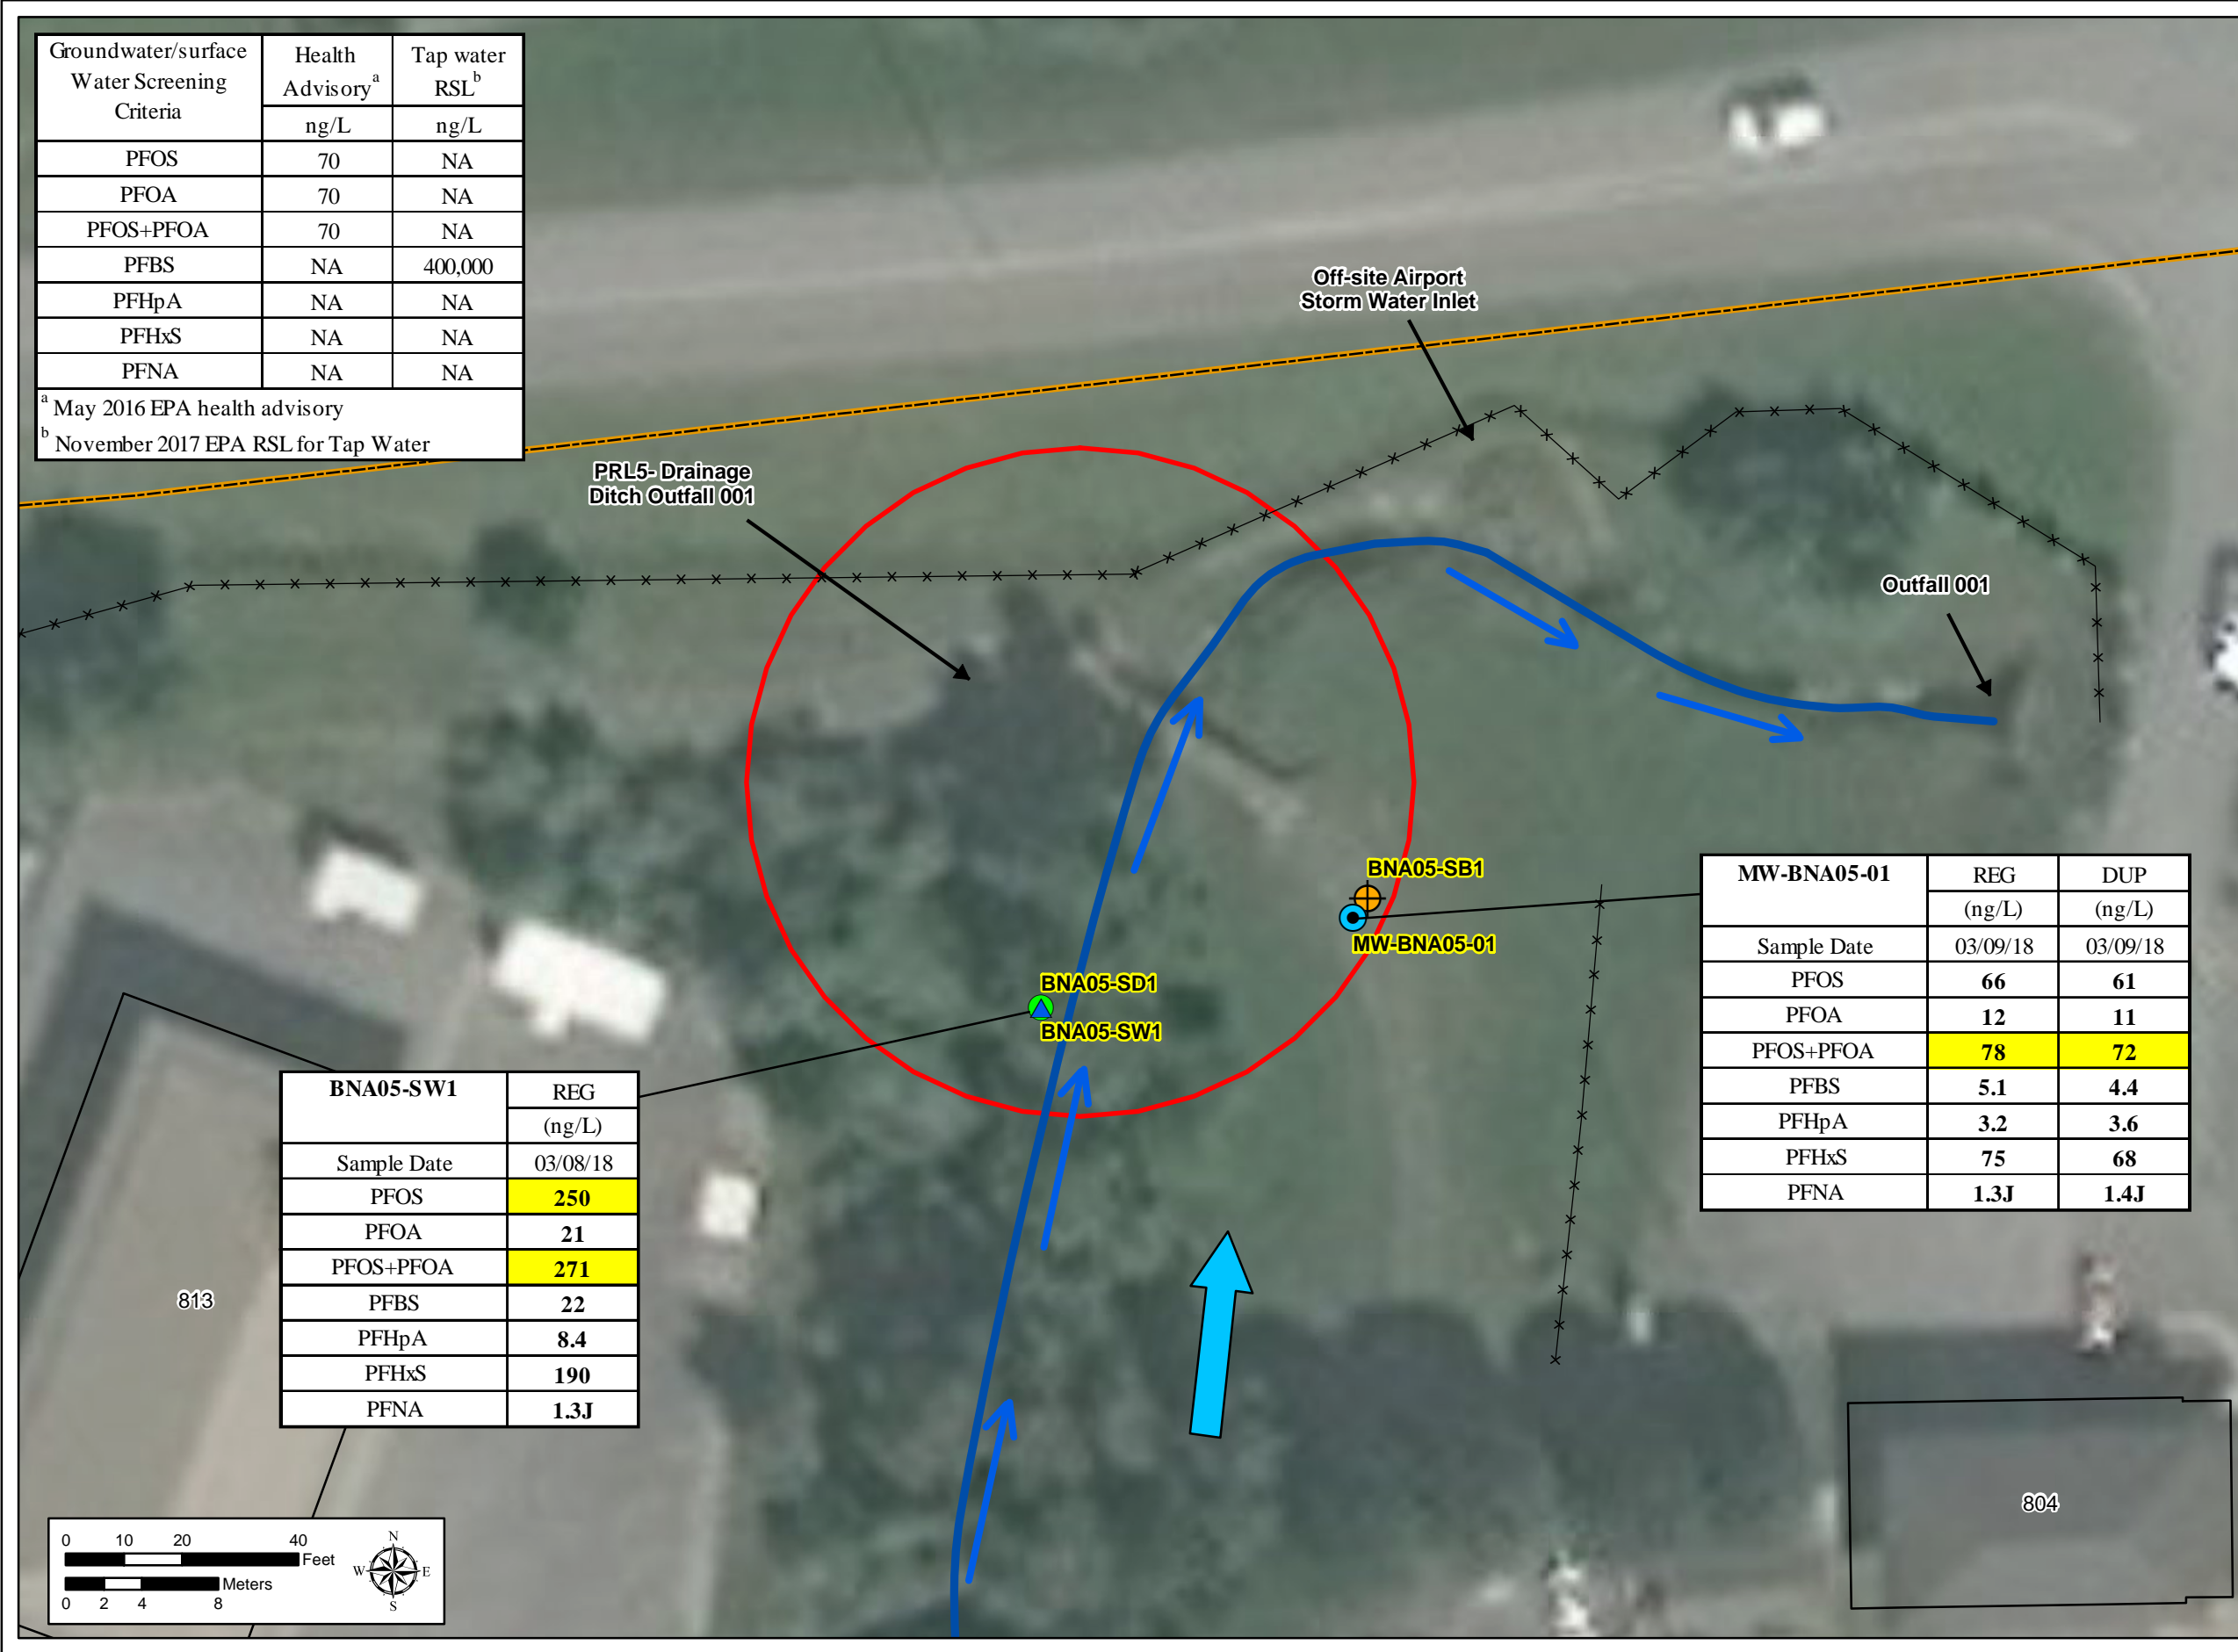 Groundwater/surface Water Screening Criteria | Health Advisory a | Tap water RSL b
ng/L | ng/L
PFOS | 70 | NA
PFOA | 70 | NA
PFOS+PFOA | 70 | NA
PFBS | NA | 400,000
PFHpA | NA | NA
PFHxS | NA | NA
PFNA | NA | NA
a May 2016 EPA health advisory
b November 2017 EPA RSL for Tap Water
Off-site Airport
Storm Water Inlet
PRL5- Drainage
Ditch Outfall 001
Outfall 001
BNA05-SB1
MW-BNA05-01
BNA05-SD1
BNA05-SW1
MW-BNA05-01 | REG | DUP
(ng/L) | (ng/L)
Sample Date | 03/09/18 | 03/09/18
PFOS | 66 | 61
PFOA | 12 | 11
PFOS+PFOA | 78 | 72
PFBS | 5.1 | 4.4
PFHpA | 3.2 | 3.6
PFHxS | 75 | 68
PFNA | 1.3J | 1.4J
BNA05-SW1 | REG
(ng/L)
Sample Date | 03/08/18
PFOS | 250
PFOA | 21
PFOS+PFOA | 271
PFBS | 22
PFHpA | 8.4
PFHxS | 190
PFNA | 1.3J
813
804
0 10 20 40
Feet
Meters
0 2 4 8
N
W E
S